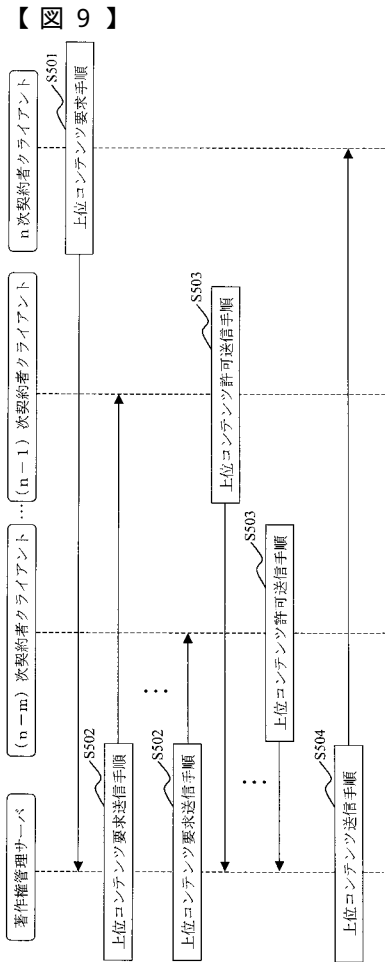 【図9】
著作権管理サーバ
(n－m)次契約者クライアント
…
(n－1)次契約者クライアント
n次契約者クライアント
S501
上位コンテンツ要求手順
S502
上位コンテンツ要求送信手順
…
S502
上位コンテンツ要求送信手順
S503
上位コンテンツ許可送信手順
…
S503
上位コンテンツ許可送信手順
S504
上位コンテンツ送信手順